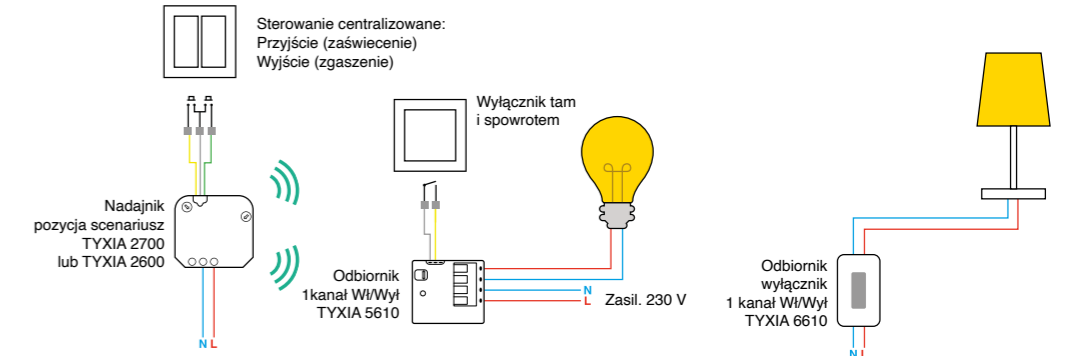 Sterowanie centralizowane:
Przyjście (zaświecenie)
Wyjście (zgaszenie)
Wyłącznik tam
i spowrotem
Nadajnik
pozycja scenariusz
TYXIA 2700
lub TYXIA 2600
N L
Odbiornik
1kanał Wł/Wył
TYXIA 5610
N
L
Zasil. 230 V
Odbiornik
wyłącznik
1 kanał Wł/Wył
TYXIA 6610
N L